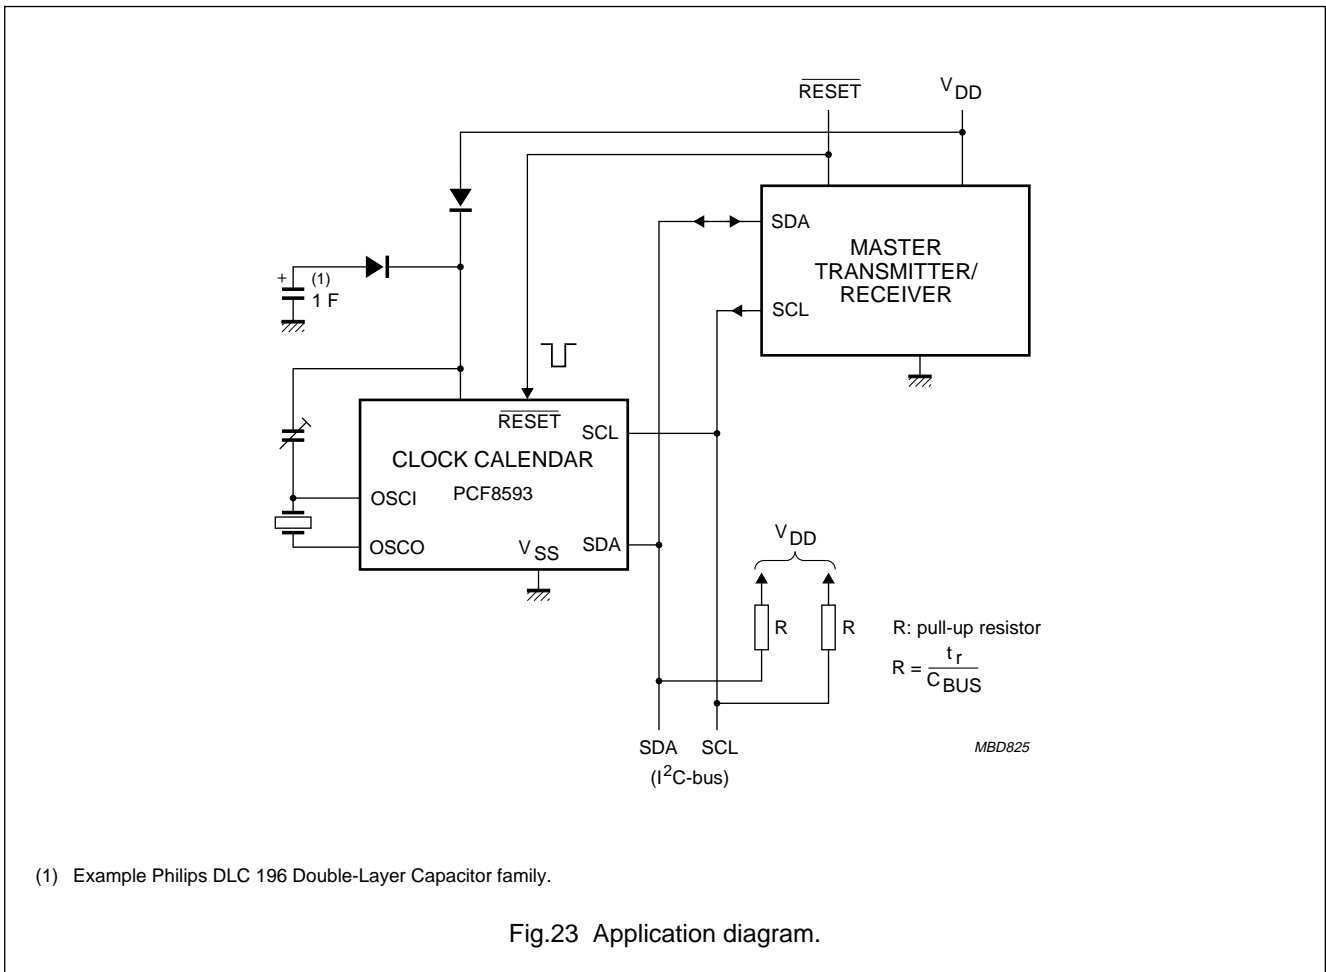 RESET
VDD
SDA
MASTER
TRANSMITTER/
RECEIVER
SCL
+
(1)
1 F
RESET
SCL
CLOCK CALENDAR
PCF8593
OSCI
OSCO
VSS
SDA
VDD
R
R
R: pull-up resistor
R = tr / CBUS
SDA
SCL
(I²C-bus)
MBD825
(1) Example Philips DLC 196 Double-Layer Capacitor family.
Fig.23 Application diagram.